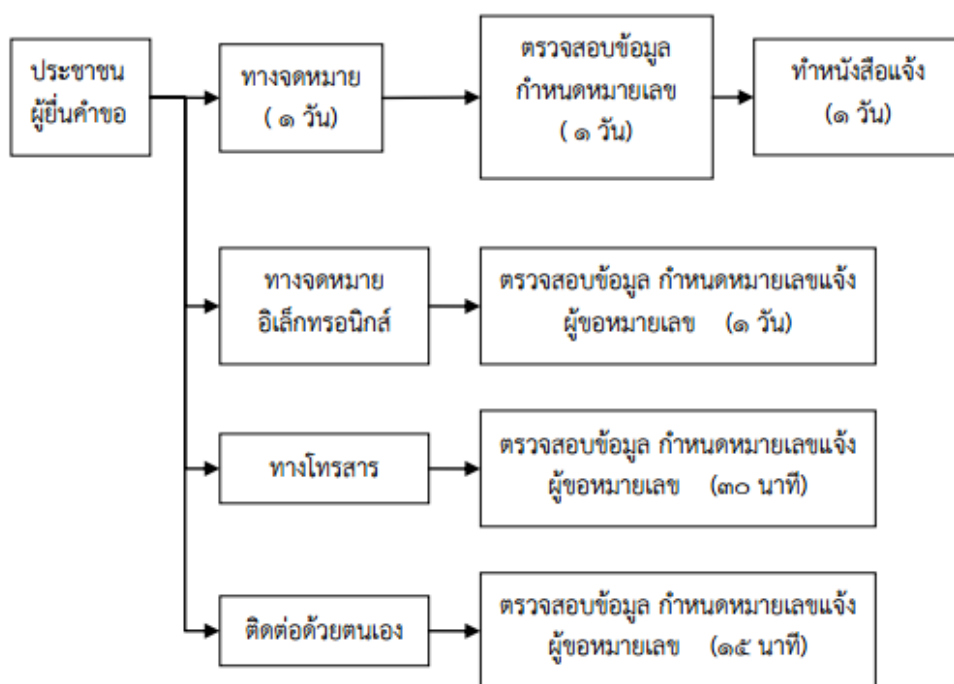 ประชาชน
ผู้ยื่นคำขอ
ทางจดหมาย
( ๑ วัน)
ตรวจสอบข้อมูล
กำหนดหมายเลข
( ๑ วัน)
ทำหนังสือแจ้ง
(๑ วัน)
ทางจดหมาย
อิเล็กทรอนิกส์
ตรวจสอบข้อมูล กำหนดหมายเลขแจ้ง
ผู้ขอหมายเลข (๑ วัน)
ทางโทรสาร
ตรวจสอบข้อมูล กำหนดหมายเลขแจ้ง
ผู้ขอหมายเลข (๓๐ นาที)
ติดต่อด้วยตนเอง
ตรวจสอบข้อมูล กำหนดหมายเลขแจ้ง
ผู้ขอหมายเลข (๑๕ นาที)